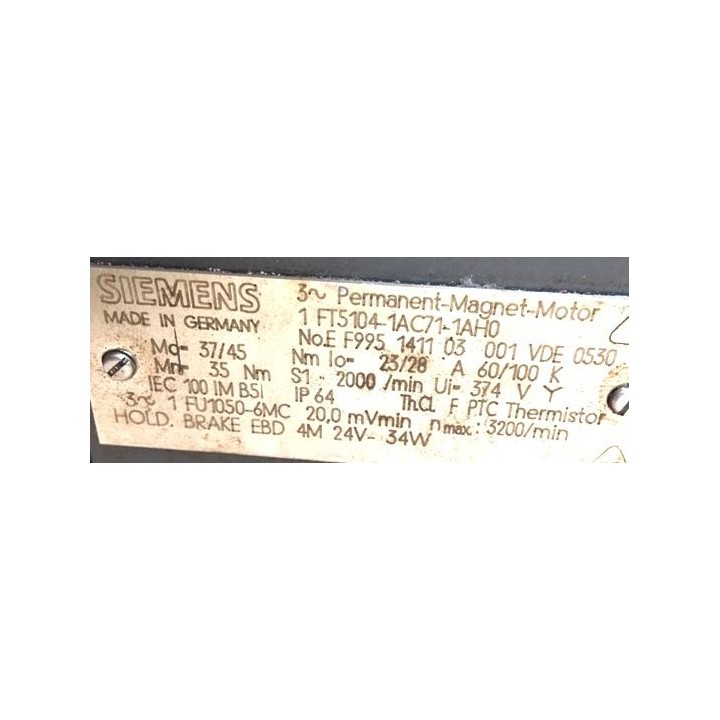 SIEMENS 3~ Permanent-Magnet-Motor
MADE IN GERMANY 1 FT5104-1AC71-1AH0
No.E F995 1411 03 001 VDE 0530
Mo- 37/45 Nm Io- 23/28 A 60/100 K
Mn- 35 Nm S1- 2000 /min Ui- 374 V Y
IEC 100 IM B5I IP 64 Th.Cl. F PTC Thermistor
3~ 1 FU1050-6MC 20,0 mVmin n max.: 3200/min
HOLD. BRAKE EBD 4M 24V- 34W